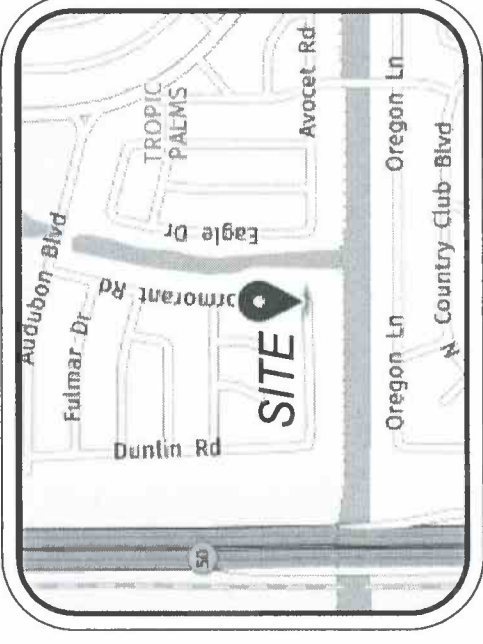 Audubon Blvd
Fulmar Dr
Dunlin Rd
ormorant Rd
Eagle Dr
TROPIC
PALMS
Avocet Rd
SITE
Oregon Ln
Oregon Ln
N Country Club Blvd
50